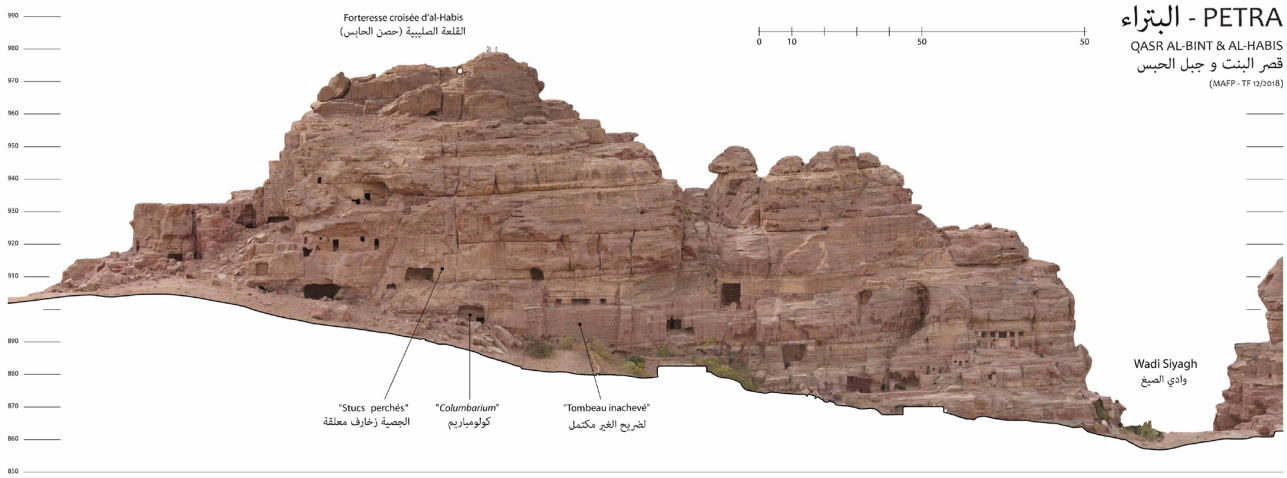 البتراء - PETRA
QASR AL-BINT & AL-HABIS
قصر البنت و جبل الحبس
(MAFP - TF 12/2018)
Forteresse croisée d'al-Habis
القلعة الصليبية (حصن الحابس)
0 10 50 50
990
980
970
960
950
940
930
920
910
890
880
870
860
850
"Stucs perchés"
الجصية زخارف معلقة
"Columbarium"
كولومباريم
"Tombeau inachevé"
لضريح الغير مكتمل
Wadi Siyagh
وادي الصيغ